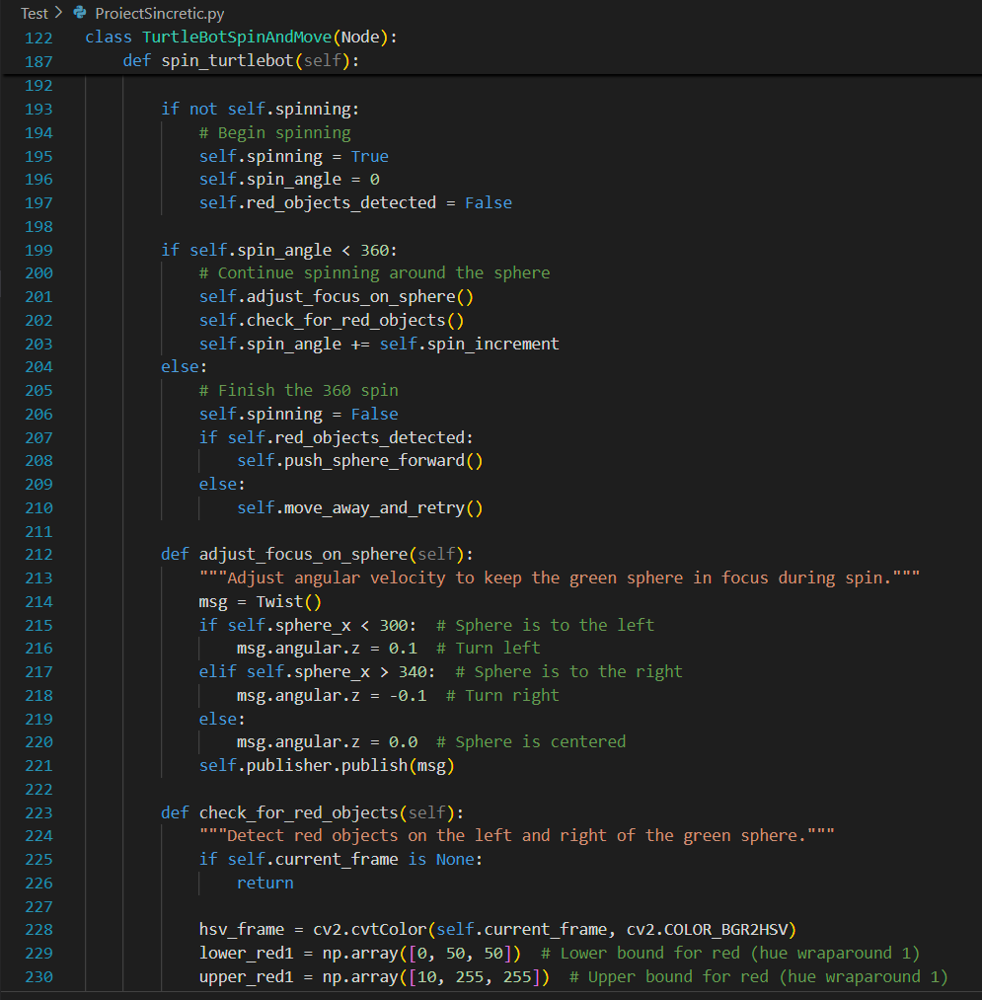 Test > ProiectSincretic.py
122 class TurtleBotSpinAndMove(Node):
187 def spin_turtlebot(self):
192
193 if not self.spinning:
194 # Begin spinning
195 self.spinning = True
196 self.spin_angle = 0
197 self.red_objects_detected = False
198
199 if self.spin_angle < 360:
200 # Continue spinning around the sphere
201 self.adjust_focus_on_sphere()
202 self.check_for_red_objects()
203 self.spin_angle += self.spin_increment
204 else:
205 # Finish the 360 spin
206 self.spinning = False
207 if self.red_objects_detected:
208 self.push_sphere_forward()
209 else:
210 self.move_away_and_retry()
211
212 def adjust_focus_on_sphere(self):
213 """Adjust angular velocity to keep the green sphere in focus during spin."""
214 msg = Twist()
215 if self.sphere_x < 300: # Sphere is to the left
216 msg.angular.z = 0.1 # Turn left
217 elif self.sphere_x > 340: # Sphere is to the right
218 msg.angular.z = -0.1 # Turn right
219 else:
220 msg.angular.z = 0.0 # Sphere is centered
221 self.publisher.publish(msg)
222
223 def check_for_red_objects(self):
224 """Detect red objects on the left and right of the green sphere."""
225 if self.current_frame is None:
226 return
227
228 hsv_frame = cv2.cvtColor(self.current_frame, cv2.COLOR_BGR2HSV)
229 lower_red1 = np.array([0, 50, 50]) # Lower bound for red (hue wraparound 1)
230 upper_red1 = np.array([10, 255, 255]) # Upper bound for red (hue wraparound 1)